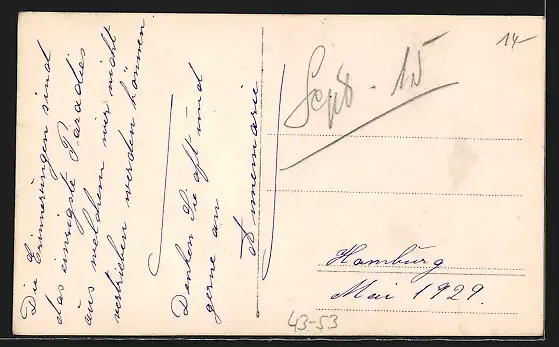 Die Erinnerungen sind
das einzigste Paradies
aus welchem wir nicht
vertrieben werden können
Denken Sie oft und
gerne an
Annemarie
14-
Hamburg
Mai 1929.
43-53